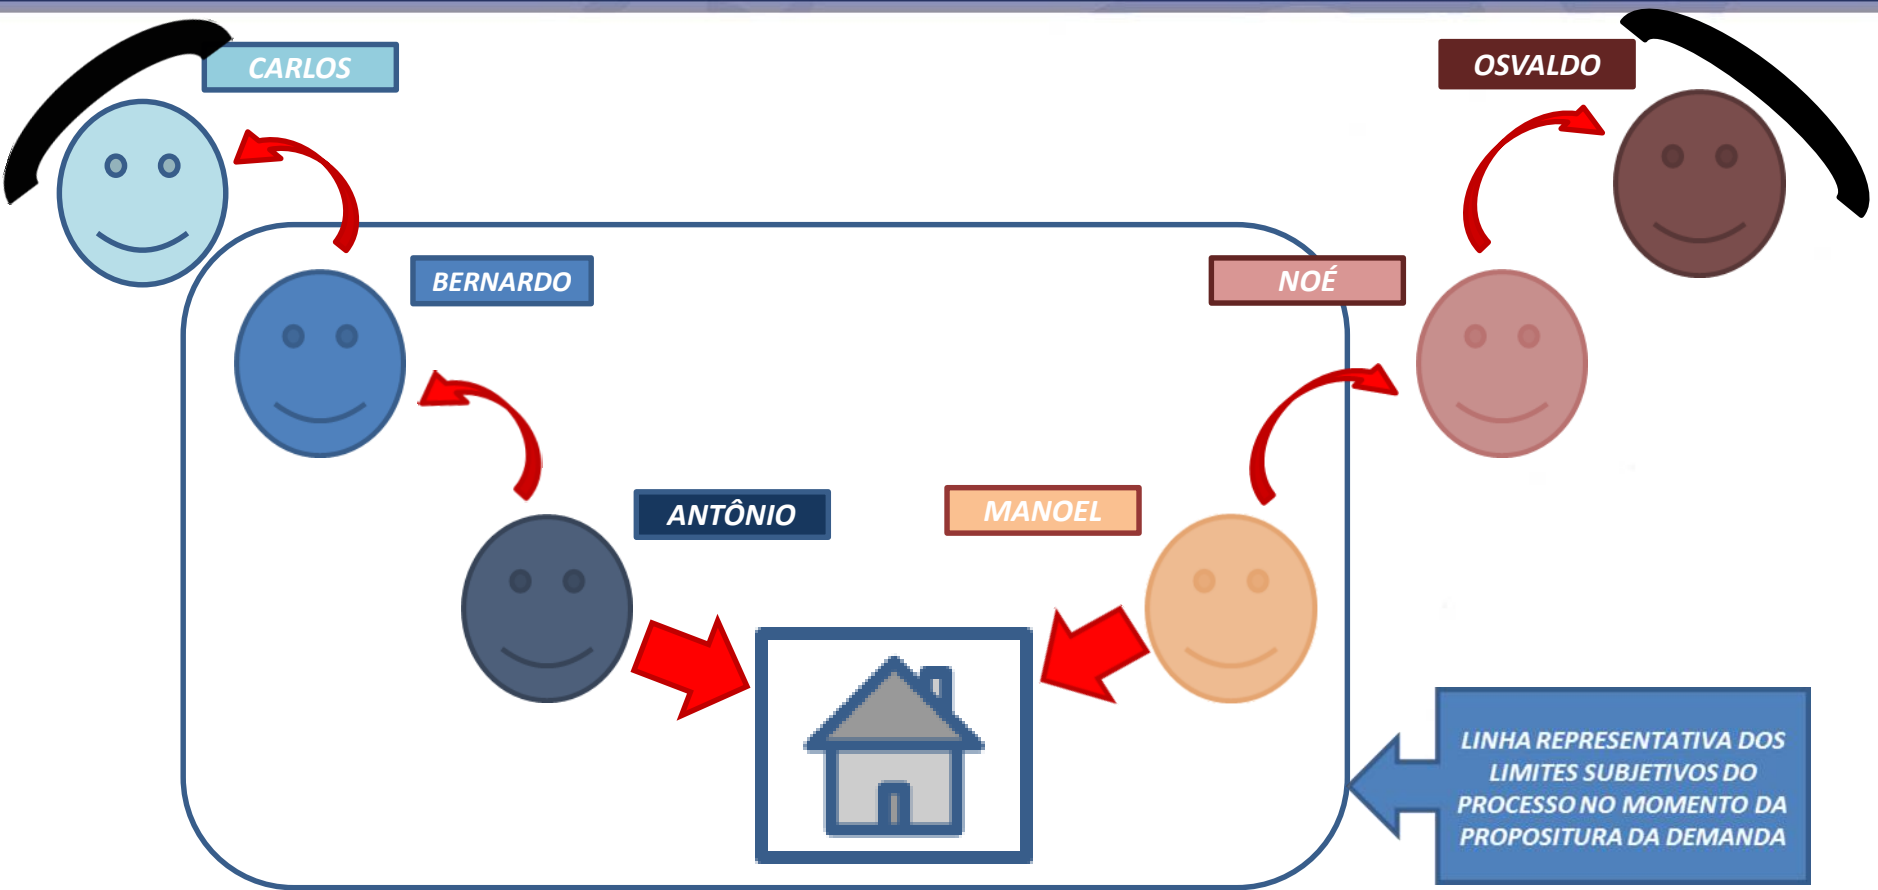 CARLOS
OSVALDO
BERNARDO
NOÉ
ANTÔNIO
MANOEL
LINHA REPRESENTATIVA DOS
LIMITES SUBJETIVOS DO
PROCESSO NO MOMENTO DA
PROPOSITURA DA DEMANDA